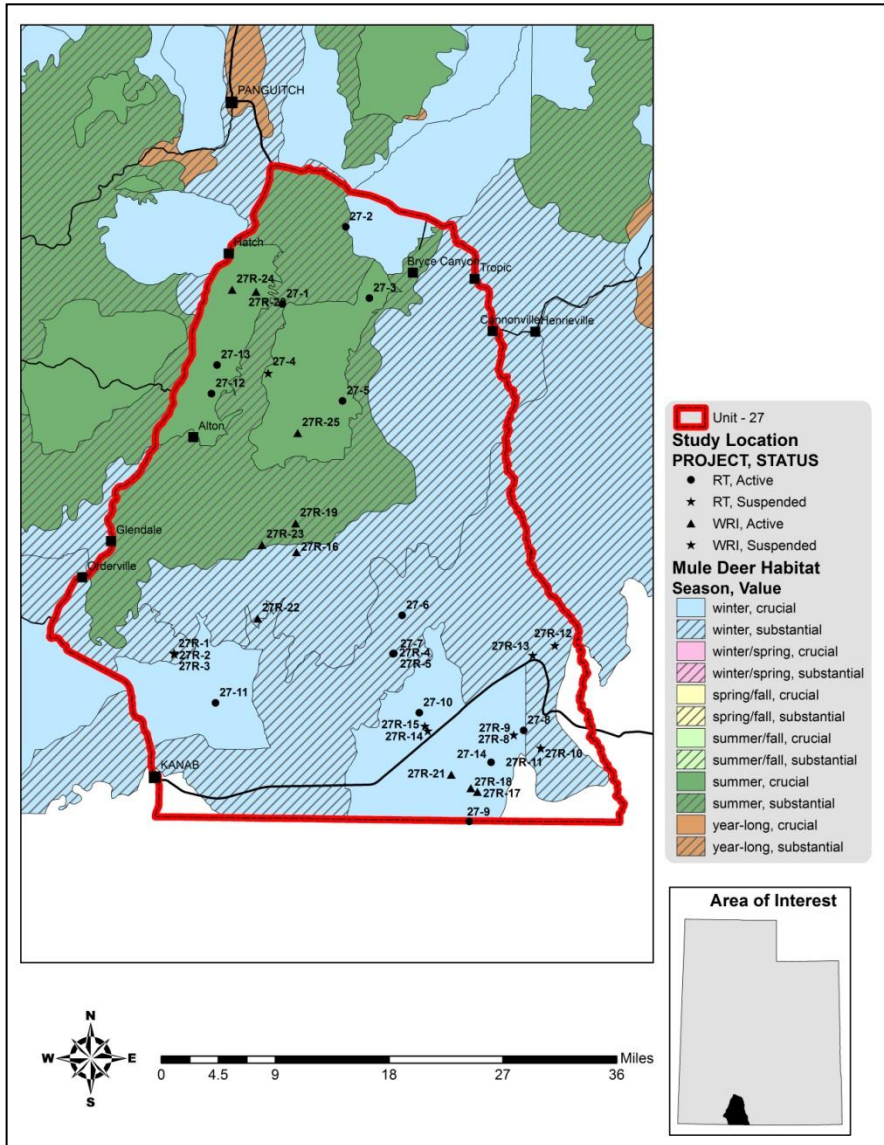 PANGUITCH
27-2
Hatch
Bryce Canyon
Tropic
27R-24
27-1
27-3
Cannonville
Henrieville
27-13
27-4
27-12
27-5
Alton
27R-25
27R-19
Glendale
27R-23
27R-16
Orderville
27R-22
27-6
27R-1
27R-2
27R-3
27-7
27R-4
27R-5
27R-13
27R-12
27-11
27-10
27R-15
27R-14
27R-9
27R-8
27-8
27R-10
27-14
27R-11
KANAB
27R-21
27R-18
27R-17
27-9
Unit - 27
Study Location
PROJECT, STATUS
RT, Active
RT, Suspended
WRI, Active
WRI, Suspended
Mule Deer Habitat
Season, Value
winter, crucial
winter, substantial
winter/spring, crucial
winter/spring, substantial
spring/fall, crucial
spring/fall, substantial
summer/fall, crucial
summer/fall, substantial
summer, crucial
summer, substantial
year-long, crucial
year-long, substantial
Area of Interest
N
W E
S
Miles
0 4.5 9 18 27 36